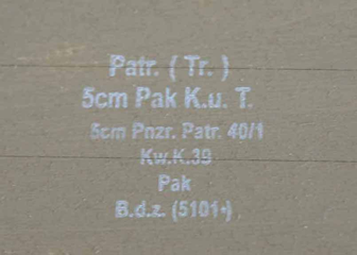 Patr. ( Tr. )
5cm Pak K.u. T.
5cm Pnzr. Patr. 40/1
Kw.K.39
Pak
B.d.z. (5101•)